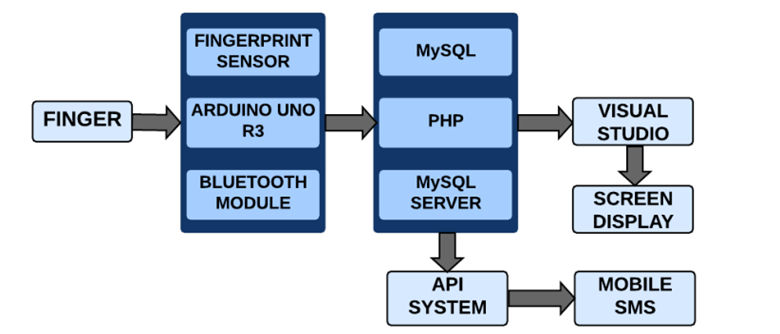 FINGER
FINGERPRINT
SENSOR
ARDUINO UNO
R3
BLUETOOTH
MODULE
MySQL
PHP
MySQL
SERVER
VISUAL
STUDIO
SCREEN
DISPLAY
API
SYSTEM
MOBILE
SMS